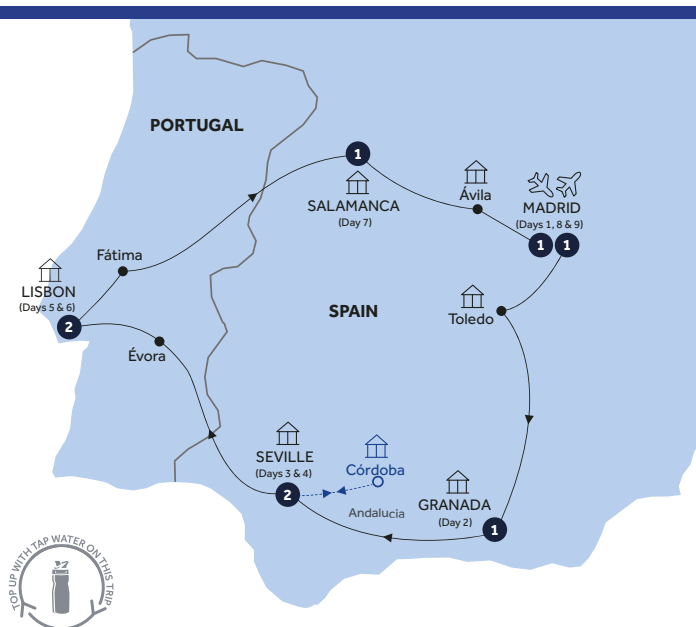 PORTUGAL
1
SALAMANCA
(Day 7)
Ávila
MADRID
(Days 1, 8 & 9)
1
1
Fátima
LISBON
(Days 5 & 6)
2
SPAIN
Toledo
Évora
SEVILLE
(Days 3 & 4)
2
Córdoba
Andalucia
GRANADA
(Day 2)
1
TOP UP WITH TAP WATER ON THIS TRIP